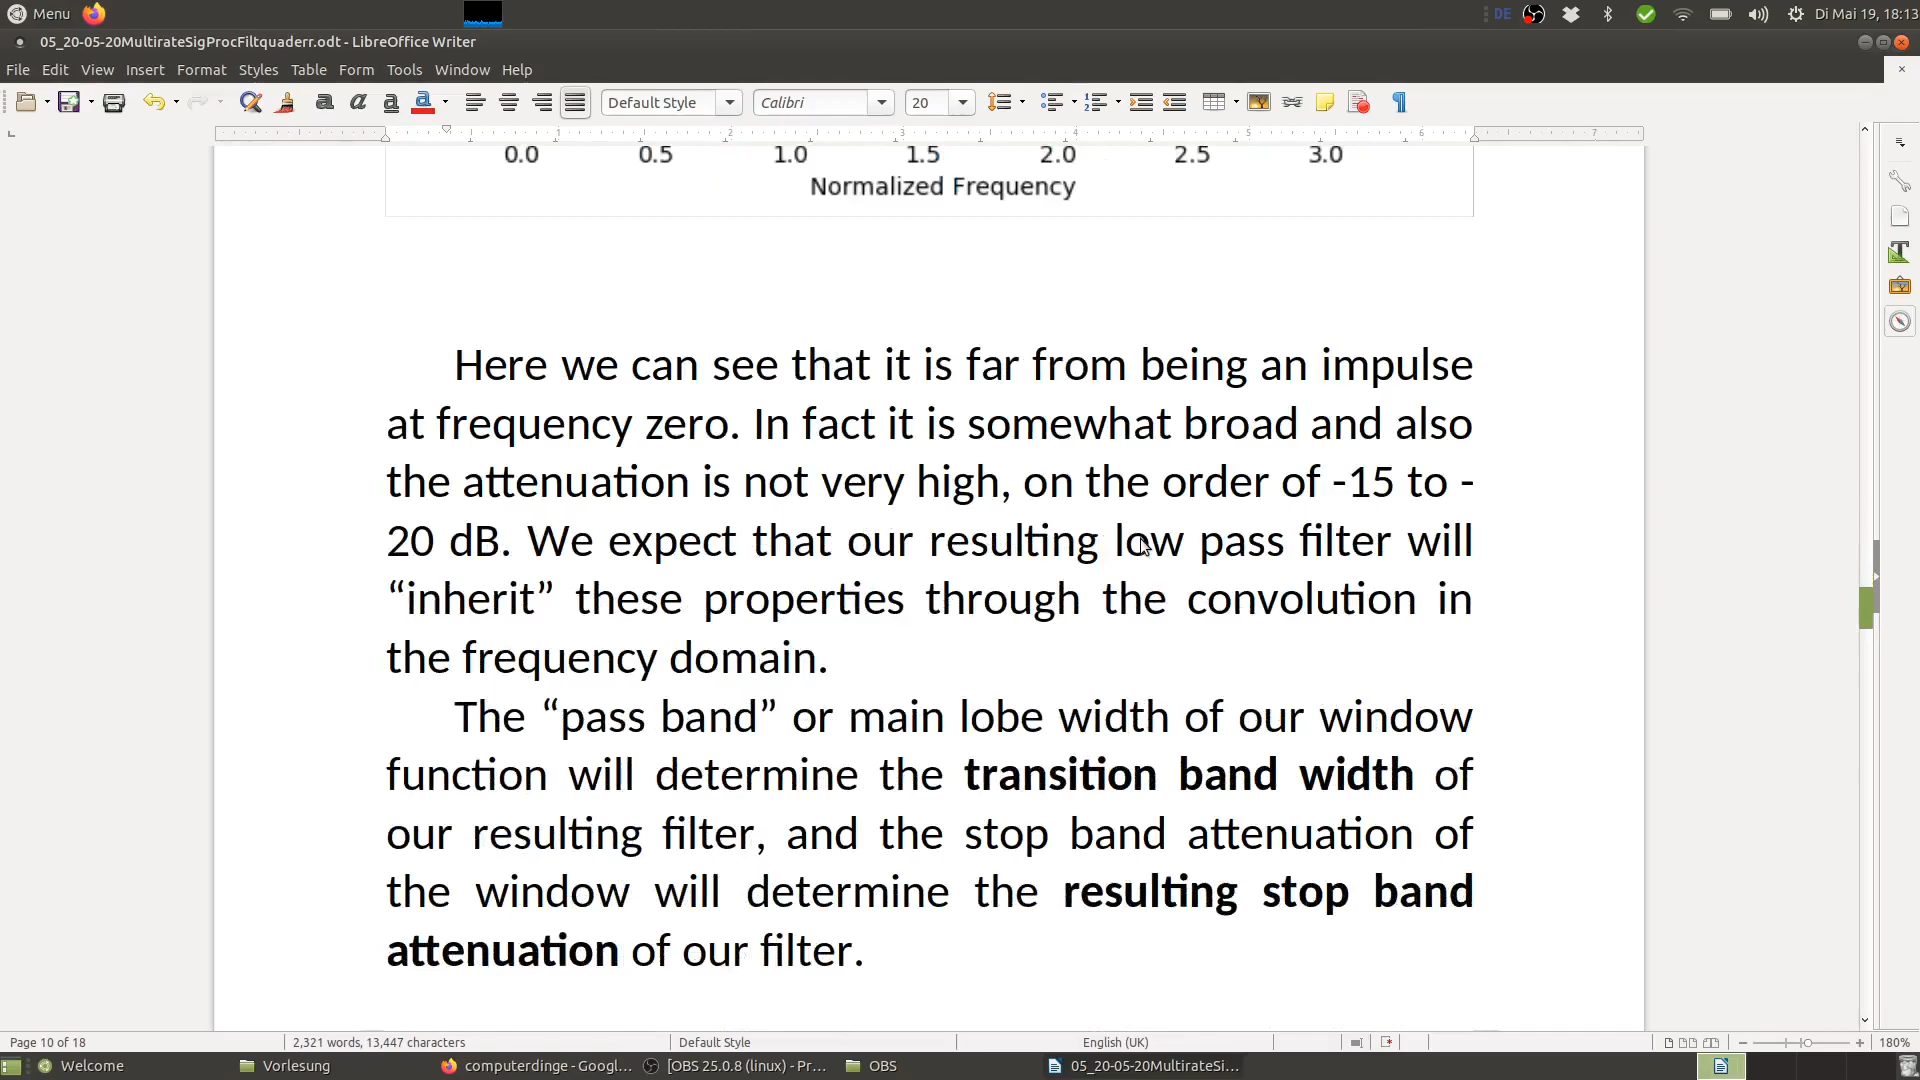 Menu
DE
Di Mai 19, 18:13
05_20-05-20MultirateSigProcFiltquaderr.odt - LibreOffice Writer
File Edit View Insert Format Styles Table Form Tools Window Help
Default Style Calibri 20
1 2 3 4 5 6 7
0.0 0.5 1.0 1.5 2.0 2.5 3.0
Normalized Frequency
Here we can see that it is far from being an impulse
at frequency zero. In fact it is somewhat broad and also
the attenuation is not very high, on the order of -15 to -
20 dB. We expect that our resulting low pass filter will
“inherit” these properties through the convolution in
the frequency domain.
The “pass band” or main lobe width of our window
function will determine the transition band width of
our resulting filter, and the stop band attenuation of
the window will determine the resulting stop band
attenuation of our filter.
Page 10 of 18 2,321 words, 13,447 characters Default Style English (UK) 180%
Welcome Vorlesung computerdinge - Googl... [OBS 25.0.8 (linux) - Pr... OBS 05_20-05-20MultirateSi...